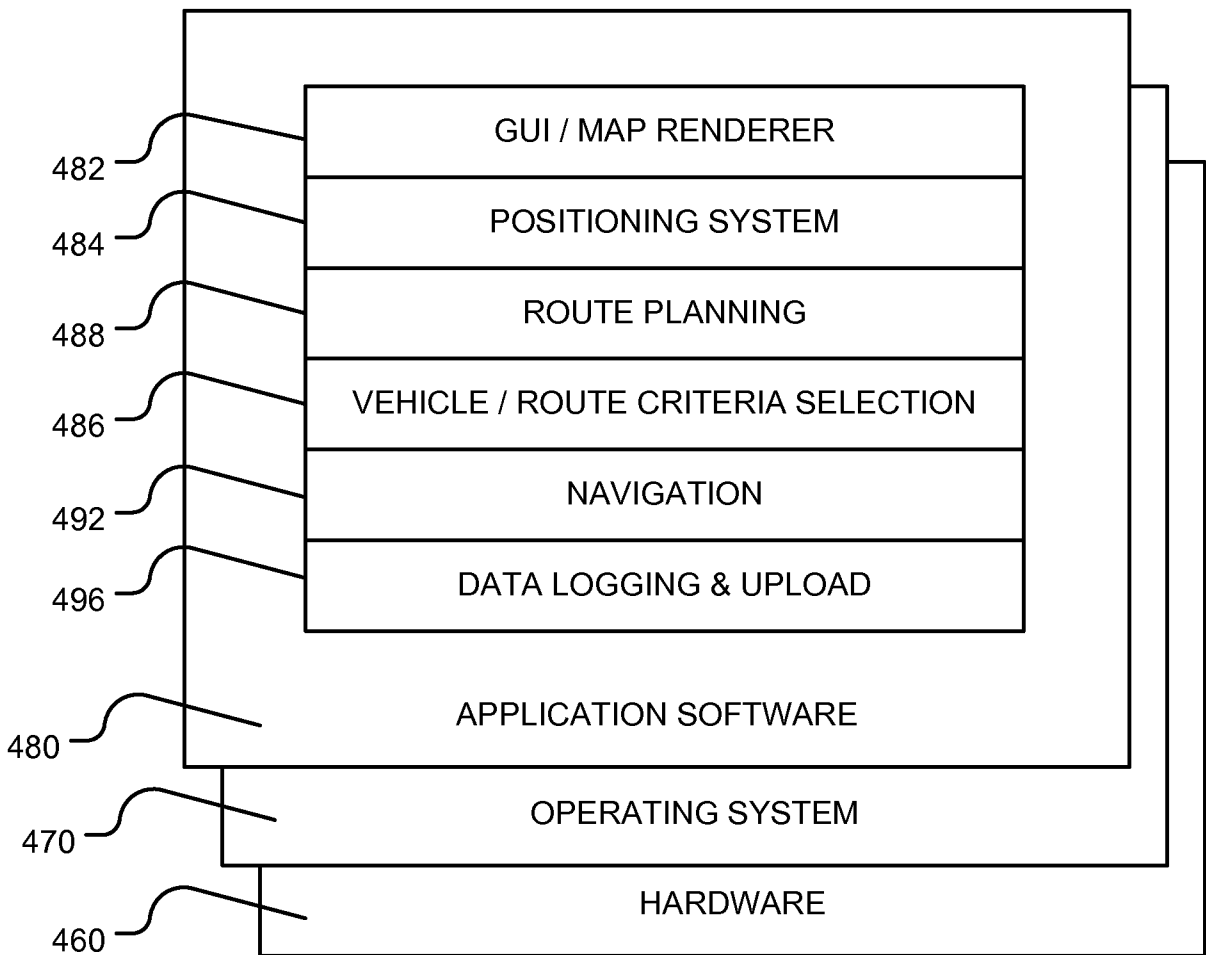 GUI / MAP RENDERER
482
POSITIONING SYSTEM
484
ROUTE PLANNING
488
VEHICLE / ROUTE CRITERIA SELECTION
486
NAVIGATION
492
DATA LOGGING & UPLOAD
496
APPLICATION SOFTWARE
480
OPERATING SYSTEM
470
HARDWARE
460